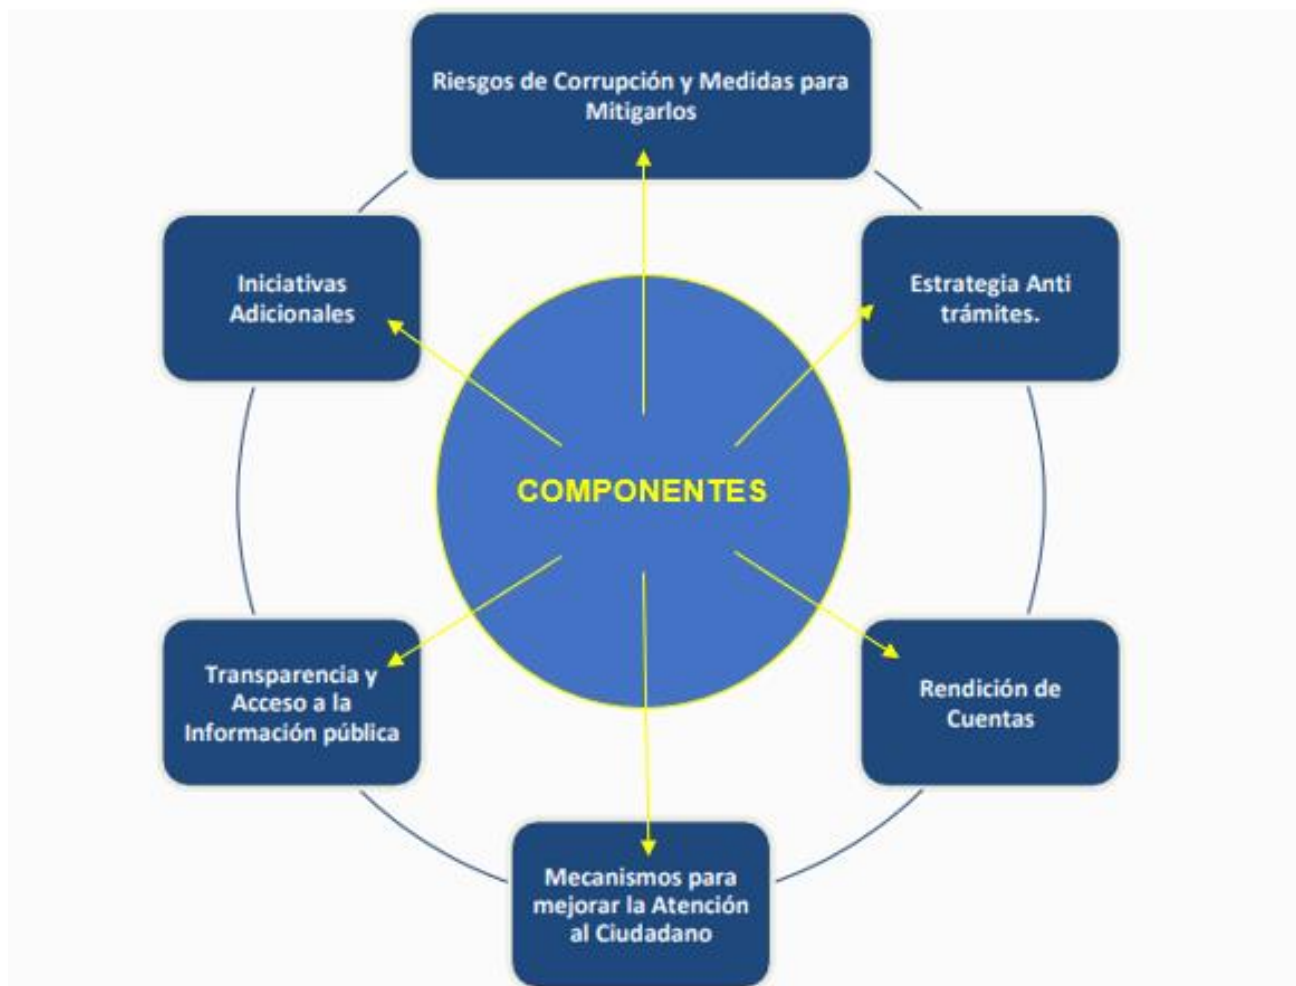 Riesgos de Corrupción y Medidas para
Mitigarlos
Iniciativas
Adicionales
Estrategia Anti
trámites.
COMPONENTES
Transparencia y
Acceso a la
Información pública
Rendición de
Cuentas
Mecanismos para
mejorar la Atención
al Ciudadano